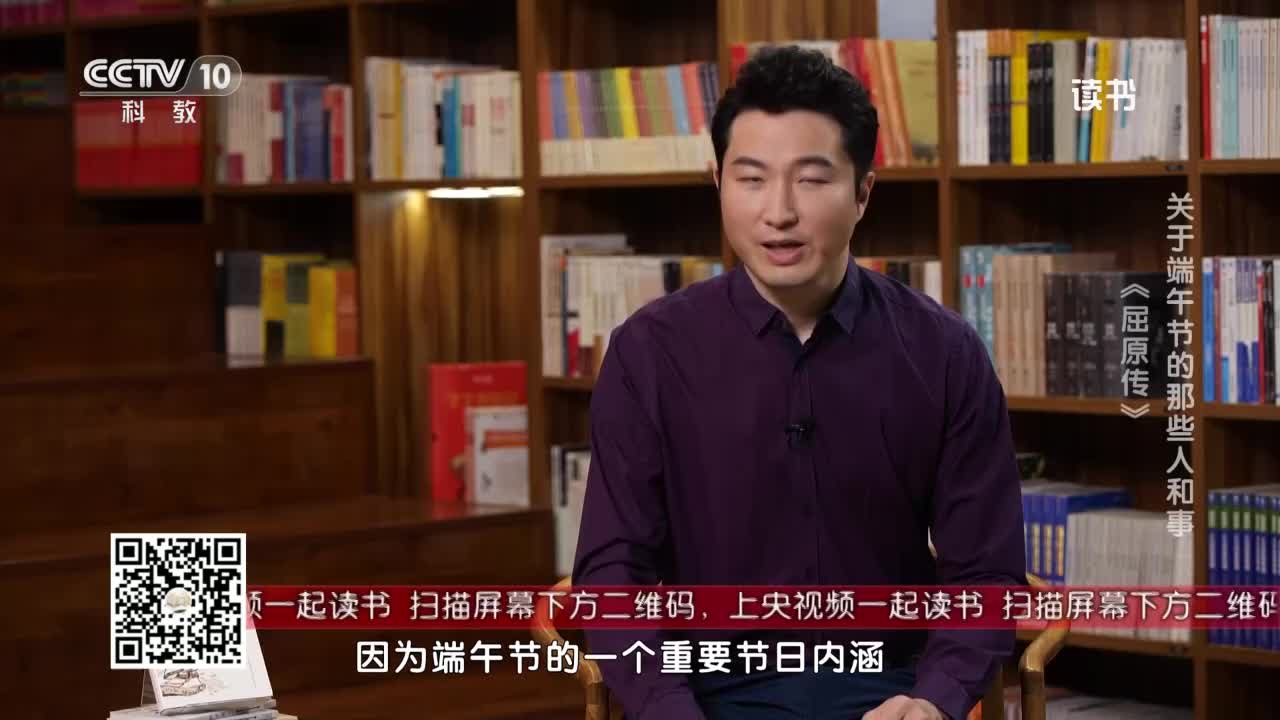 CCTV 10
科教
读书
关于端午节的那些人和事
《屈原传》
频一起读书 扫描屏幕下方二维码，上央视频一起读书 扫描屏幕下方二维码
因为端午节的一个重要节日内涵